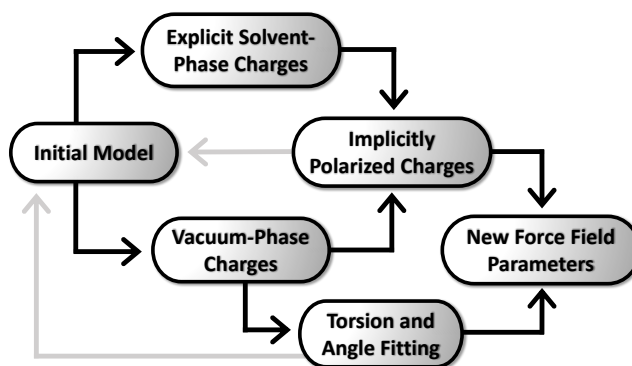 Explicit Solvent-
Phase Charges
Initial Model
Implicitly
Polarized Charges
Vacuum-Phase
Charges
New Force Field
Parameters
Torsion and
Angle Fitting